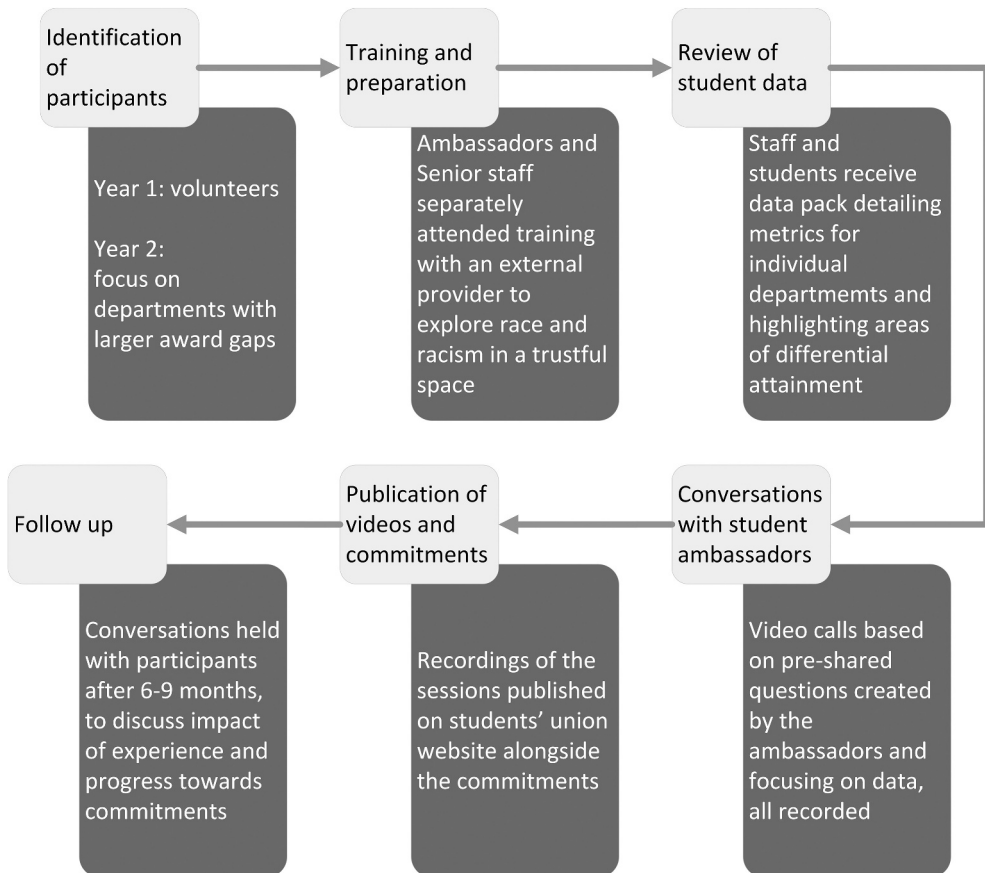 Identification
of
participants
Year 1: volunteers
Year 2:
focus on
departments with
larger award gaps
Training and
preparation
Ambassadors and
Senior staff
separately
attended training
with an external
provider to
explore race and
racism in a trustful
space
Review of
student data
Staff and
students receive
data pack detailing
metrics for
individual
departmemts and
highlighting areas
of differential
attainment
Conversations
with student
ambassadors
Video calls based
on pre-shared
questions created
by the
ambassadors and
focusing on data,
all recorded
Publication of
videos and
commitments
Recordings of the
sessions published
on students’ union
website alongside
the commitments
Follow up
Conversations held
with participants
after 6-9 months,
to discuss impact
of experience and
progress towards
commitments